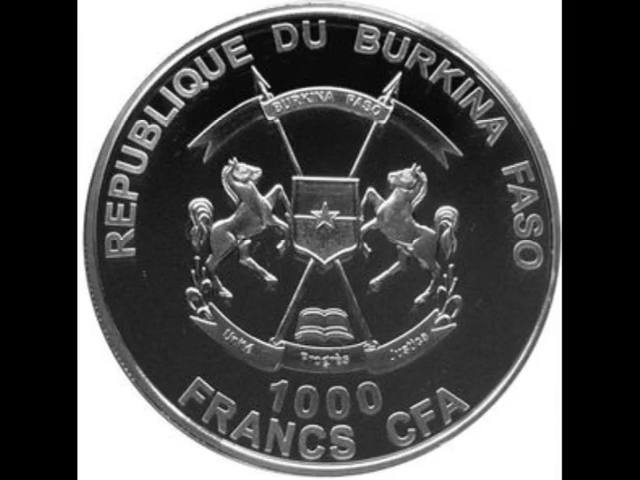 REPUBLIQUE DU BURKINA FASO
BURKINA FASO
Unité Progrès Justice
1000
FRANCS CFA